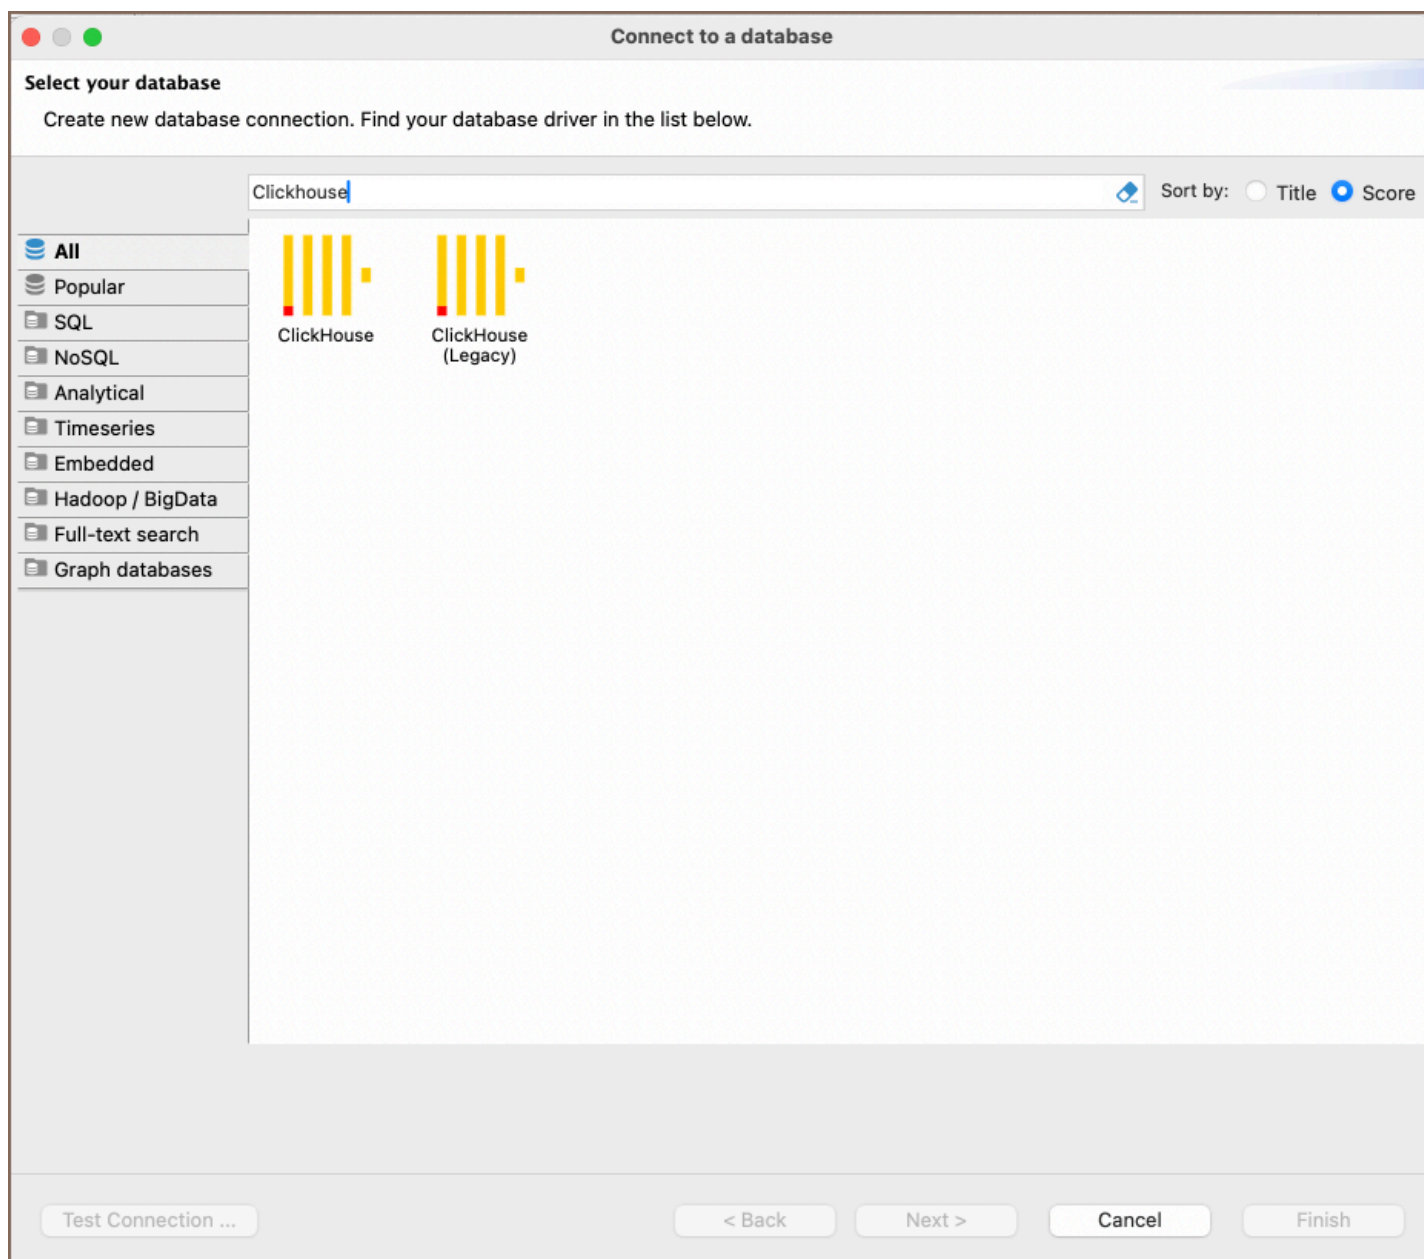 Connect to a database
Select your database
Create new database connection. Find your database driver in the list below.
Clickhouse
Sort by: Title Score
All
Popular
SQL
NoSQL
Analytical
Timeseries
Embedded
Hadoop / BigData
Full-text search
Graph databases
ClickHouse
ClickHouse
(Legacy)
Test Connection ...
< Back
Next >
Cancel
Finish